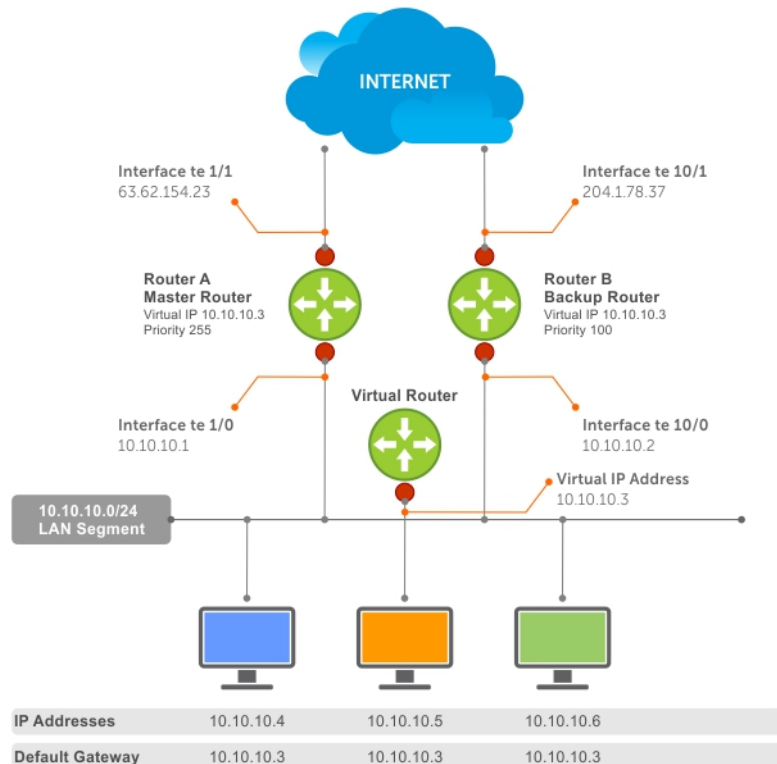 INTERNET
Interface te 1/1
63.62.154.23
Interface te 10/1
204.1.78.37
Router A
Master Router
Virtual IP 10.10.10.3
Priority 255
Router B
Backup Router
Virtual IP 10.10.10.3
Priority 100
Virtual Router
Interface te 1/0
10.10.10.1
Interface te 10/0
10.10.10.2
Virtual IP Address
10.10.10.3
10.10.10.0/24
LAN Segment
IP Addresses 10.10.10.4 10.10.10.5 10.10.10.6
Default Gateway 10.10.10.3 10.10.10.3 10.10.10.3